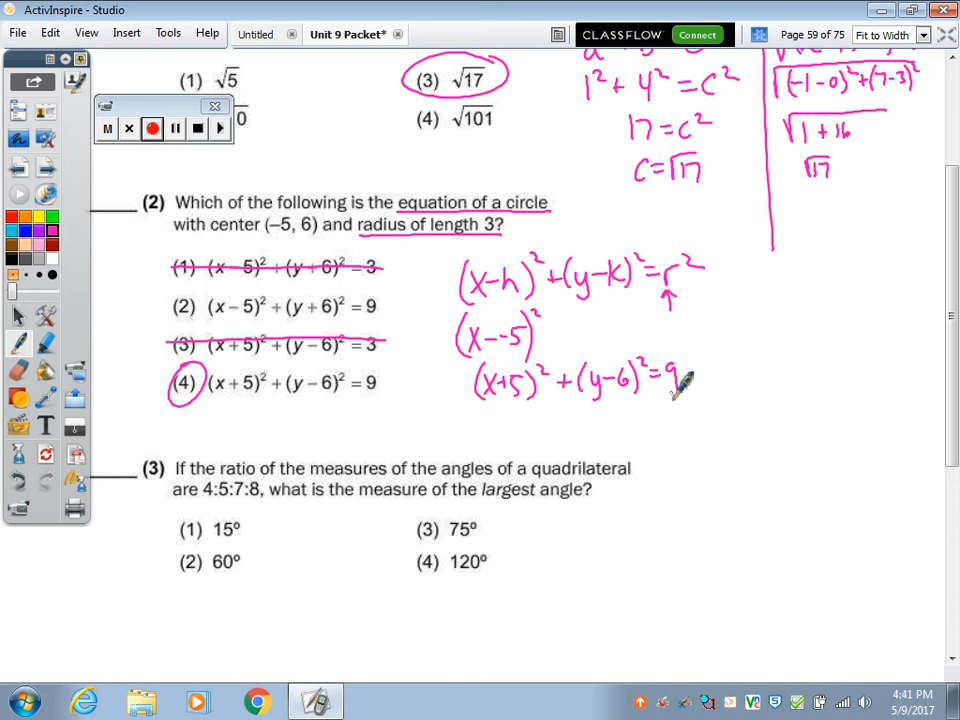 ActivInspire - Studio
File Edit View Insert Tools Help Untitled Unit 9 Packet* CLASSFLOW Connect Page 59 of 75 Fit to Width
(1) √5 (3) √17
0 (4) √101
M
1² + 4² = c²
17 = c²
c = √17
√(-1-0)² + (7-3)²
√1 + 16
√17
(2) Which of the following is the equation of a circle
with center (−5, 6) and radius of length 3?
(1) (x − 5)² + (y + 6)² = 3
(2) (x − 5)² + (y + 6)² = 9
(3) (x + 5)² + (y − 6)² = 3
(4) (x + 5)² + (y − 6)² = 9
(x-h)² + (y-k)² = r²
(x--5)²
(x+5)² + (y-6)² = 9
(3) If the ratio of the measures of the angles of a quadrilateral
are 4:5:7:8, what is the measure of the largest angle?
(1) 15º (3) 75º
(2) 60º (4) 120º
4:41 PM
5/9/2017